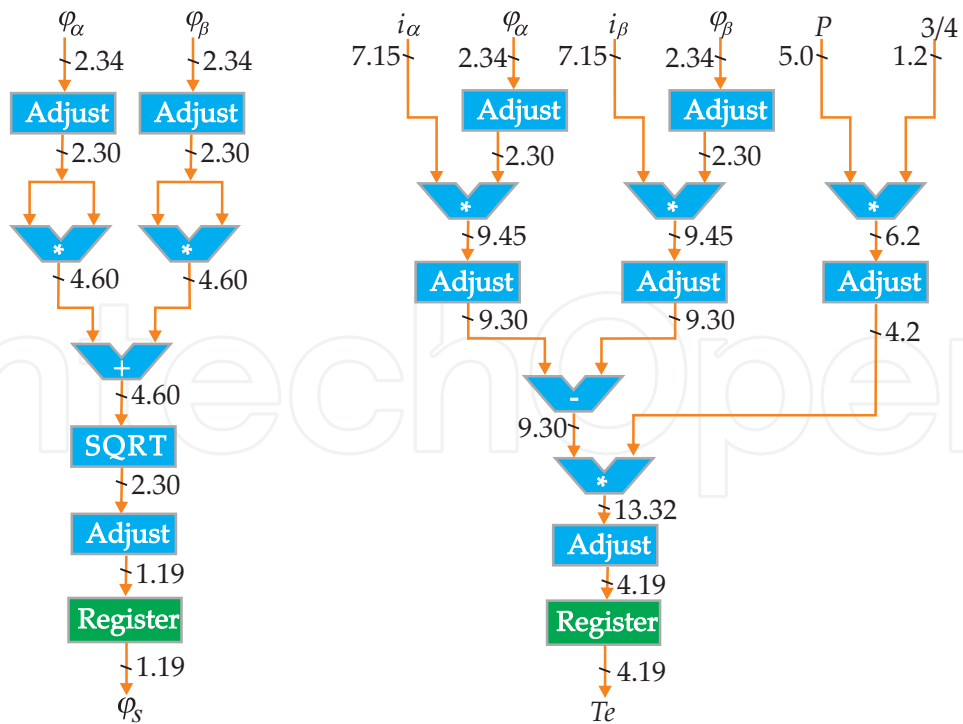 φα φβ iα φα iβ φβ P 3/4
2.34 2.34 7.15 2.34 7.15 2.34 5.0 1.2
Adjust Adjust Adjust Adjust
2.30 2.30 2.30 2.30
* * *
* * 9.45 9.45 6.2
4.60 4.60 Adjust Adjust Adjust
9.30 9.30 4.2
+
4.60 -
9.30
SQRT
2.30 *
13.32
Adjust Adjust
1.19 4.19
Register Register
1.19 4.19
φs Te
IntechOpen